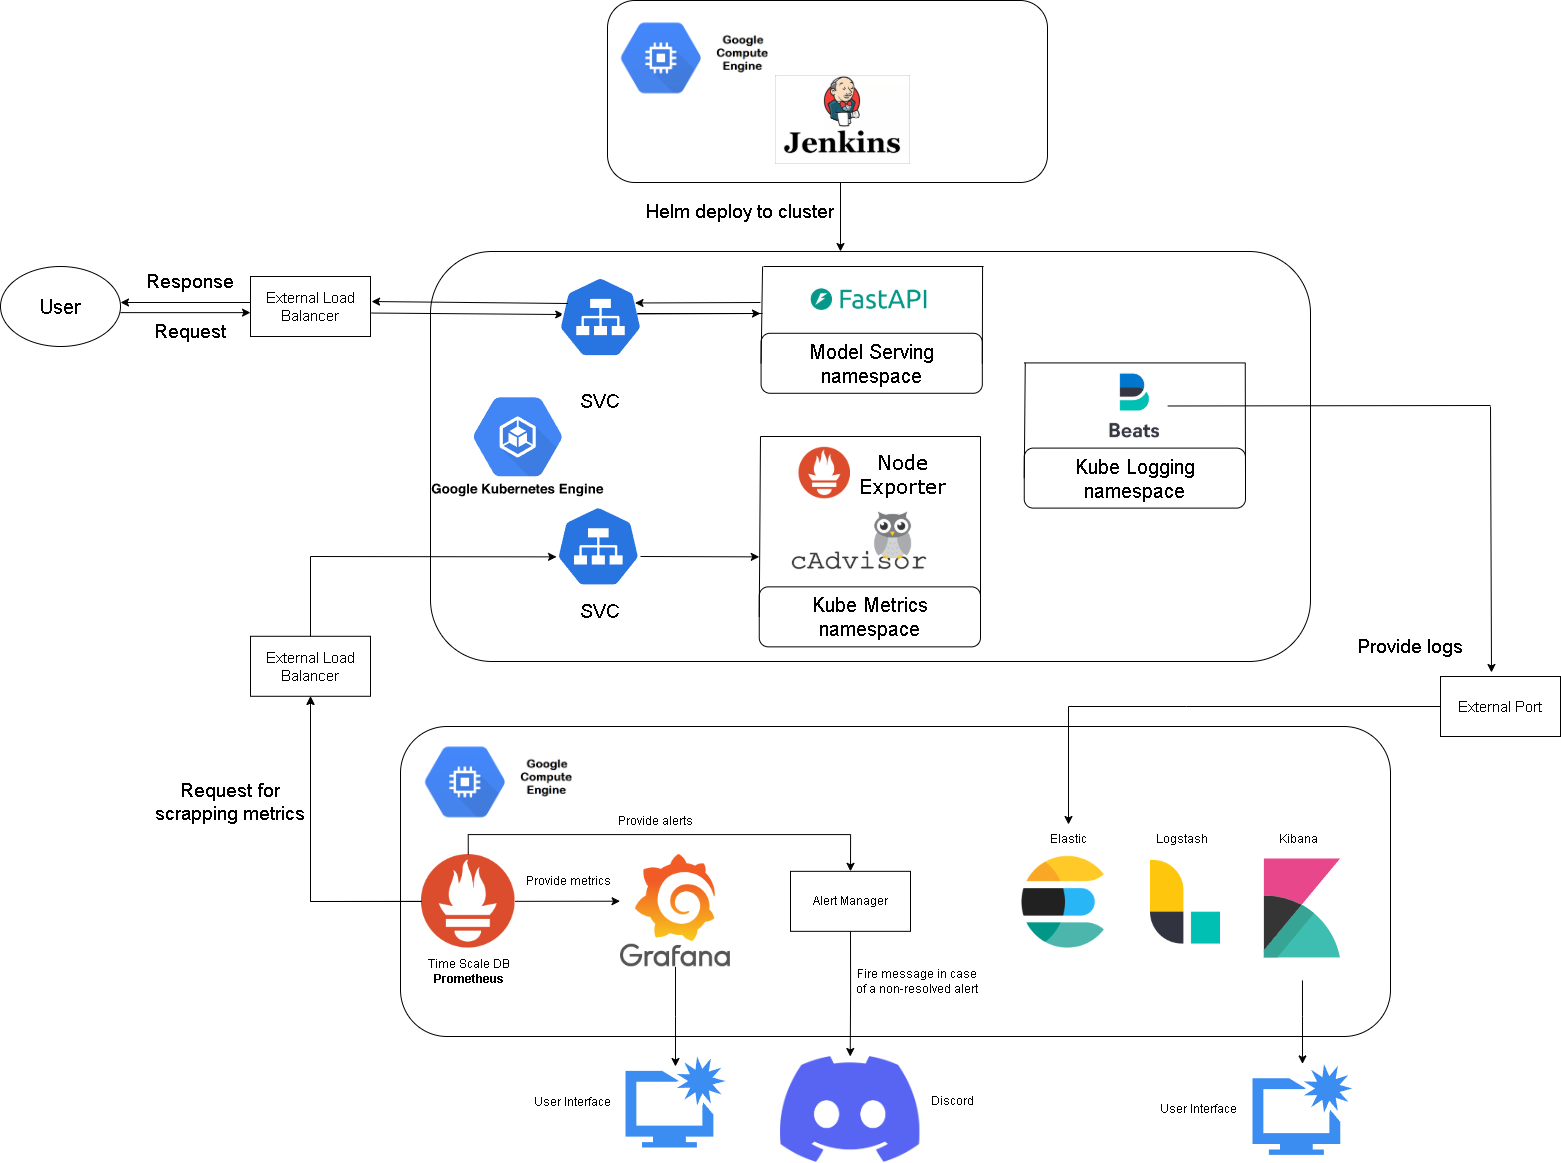 Google
Compute
Engine
Jenkins
Helm deploy to cluster
User
Response
Request
External Load
Balancer
SVC
FastAPI
Model Serving
namespace
Beats
Kube Logging
namespace
Google Kubernetes Engine
Node
Exporter
cAdvisor
Kube Metrics
namespace
SVC
External Load
Balancer
Provide logs
External Port
Request for
scrapping metrics
Google
Compute
Engine
Provide alerts
Provide metrics
Time Scale DB
Prometheus
Grafana
Alert Manager
Fire message in case
of a non-resolved alert
Elastic
Logstash
Kibana
User Interface
Discord
User Interface